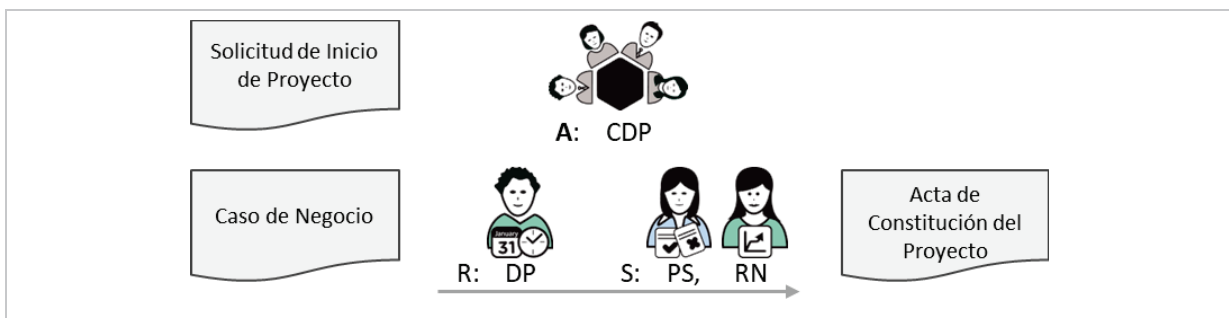 Solicitud de Inicio
de Proyecto
A: CDP
Caso de Negocio
January
31
R: DP
S: PS, RN
Acta de
Constitución del
Proyecto